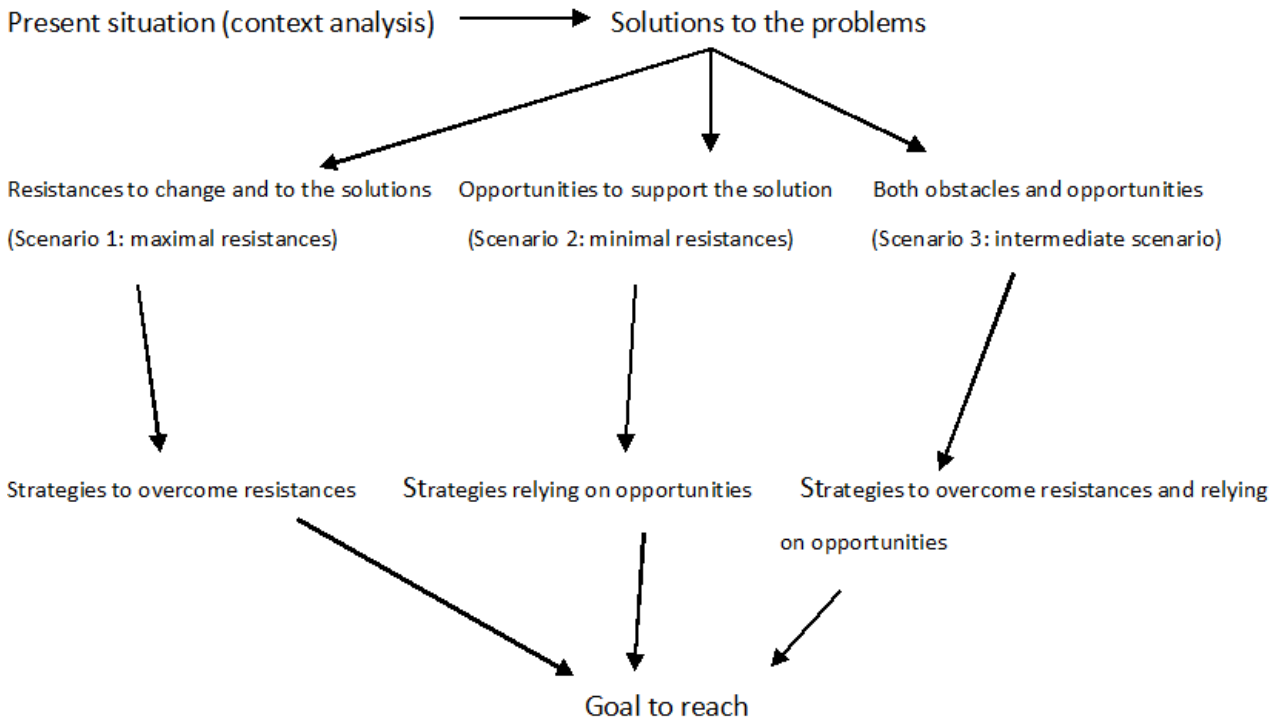 Present situation (context analysis)
Solutions to the problems
Resistances to change and to the solutions
(Scenario 1: maximal resistances)
Opportunities to support the solution
(Scenario 2: minimal resistances)
Both obstacles and opportunities
(Scenario 3: intermediate scenario)
Strategies to overcome resistances
Strategies relying on opportunities
Strategies to overcome resistances and relying
on opportunities
Goal to reach